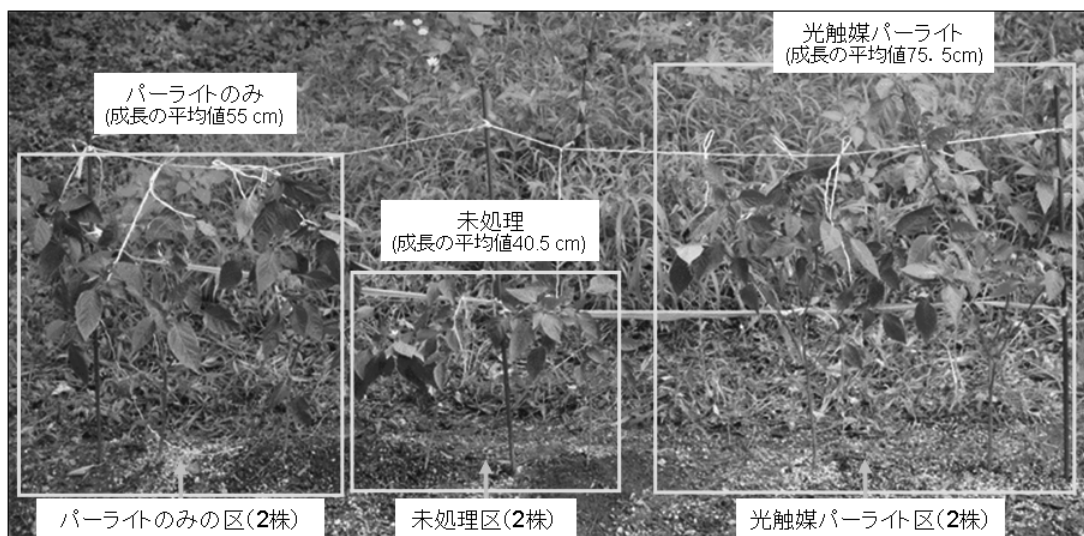 光触媒パーライト
(成長の平均値75. 5cm)
パーライトのみ
(成長の平均値55 cm)
未処理
(成長の平均値40.5 cm)
パーライトのみの区(2株)
未処理区(2株)
光触媒パーライト区(2株)